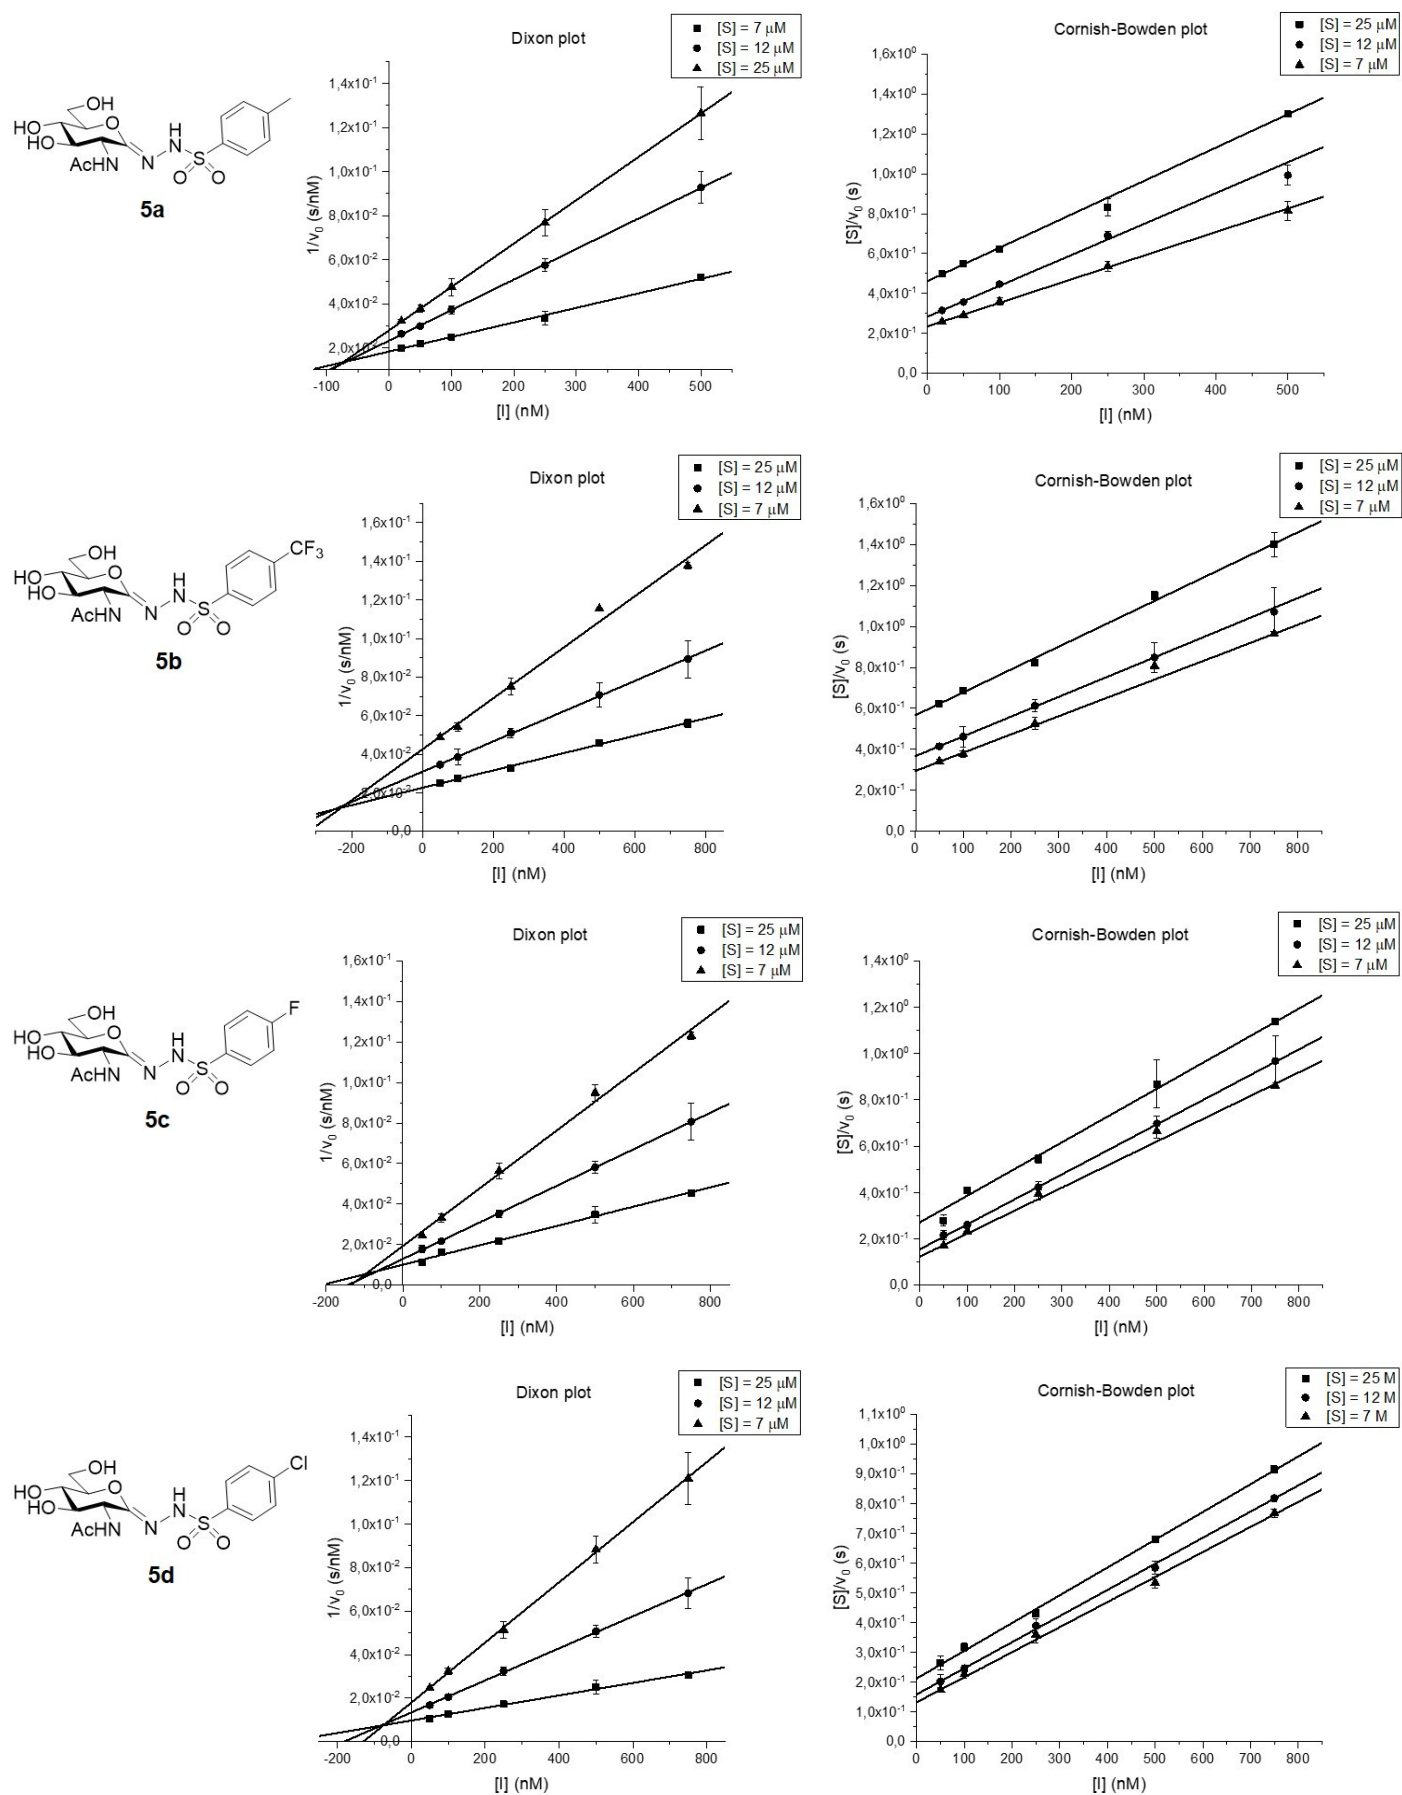 Dixon plot
[S] = 7 μM
[S] = 12 μM
[S] = 25 μM
1/v₀ (s/nM)
1,4x10⁻¹
1,2x10⁻¹
1,0x10⁻¹
8,0x10⁻²
6,0x10⁻²
4,0x10⁻²
2,0x10⁻²
-100 0 100 200 300 400 500
[I] (nM)
Cornish-Bowden plot
[S] = 25 μM
[S] = 12 μM
[S] = 7 μM
[S]/v₀ (s)
1,6x10⁰
1,4x10⁰
1,2x10⁰
1,0x10⁰
8,0x10⁻¹
6,0x10⁻¹
4,0x10⁻¹
2,0x10⁻¹
0,0
0 100 200 300 400 500
[I] (nM)
OH
HO
HO
O
AcHN
N
H
N
S
O O
5a
Dixon plot
[S] = 25 μM
[S] = 12 μM
[S] = 7 μM
1/v₀ (s/nM)
1,6x10⁻¹
1,4x10⁻¹
1,2x10⁻¹
1,0x10⁻¹
8,0x10⁻²
6,0x10⁻²
4,0x10⁻²
2,0x10⁻²
0,0
-200 0 200 400 600 800
[I] (nM)
Cornish-Bowden plot
[S] = 25 μM
[S] = 12 μM
[S] = 7 μM
[S]/v₀ (s)
1,6x10⁰
1,4x10⁰
1,2x10⁰
1,0x10⁰
8,0x10⁻¹
6,0x10⁻¹
4,0x10⁻¹
2,0x10⁻¹
0,0
0 100 200 300 400 500 600 700 800
[I] (nM)
CF₃
OH
HO
HO
O
AcHN
N
H
N
S
O O
5b
Dixon plot
[S] = 25 μM
[S] = 12 μM
[S] = 7 μM
1/v₀ (s/nM)
1,6x10⁻¹
1,4x10⁻¹
1,2x10⁻¹
1,0x10⁻¹
8,0x10⁻²
6,0x10⁻²
4,0x10⁻²
2,0x10⁻²
0,0
-200 0 200 400 600 800
[I] (nM)
Cornish-Bowden plot
[S] = 25 μM
[S] = 12 μM
[S] = 7 μM
[S]/v₀ (s)
1,4x10⁰
1,2x10⁰
1,0x10⁰
8,0x10⁻¹
6,0x10⁻¹
4,0x10⁻¹
2,0x10⁻¹
0,0
0 100 200 300 400 500 600 700 800
[I] (nM)
F
OH
HO
HO
O
AcHN
N
H
N
S
O O
5c
Dixon plot
[S] = 25 μM
[S] = 12 μM
[S] = 7 μM
1/v₀ (s/nM)
1,4x10⁻¹
1,2x10⁻¹
1,0x10⁻¹
8,0x10⁻²
6,0x10⁻²
4,0x10⁻²
2,0x10⁻²
0,0
-200 0 200 400 600 800
[I] (nM)
Cornish-Bowden plot
[S] = 25 M
[S] = 12 M
[S] = 7 M
[S]/v₀ (s)
1,1x10⁰
1,0x10⁰
9,0x10⁻¹
8,0x10⁻¹
7,0x10⁻¹
6,0x10⁻¹
5,0x10⁻¹
4,0x10⁻¹
3,0x10⁻¹
2,0x10⁻¹
1,0x10⁻¹
0,0
0 100 200 300 400 500 600 700 800
[I] (nM)
Cl
OH
HO
HO
O
AcHN
N
H
N
S
O O
5d